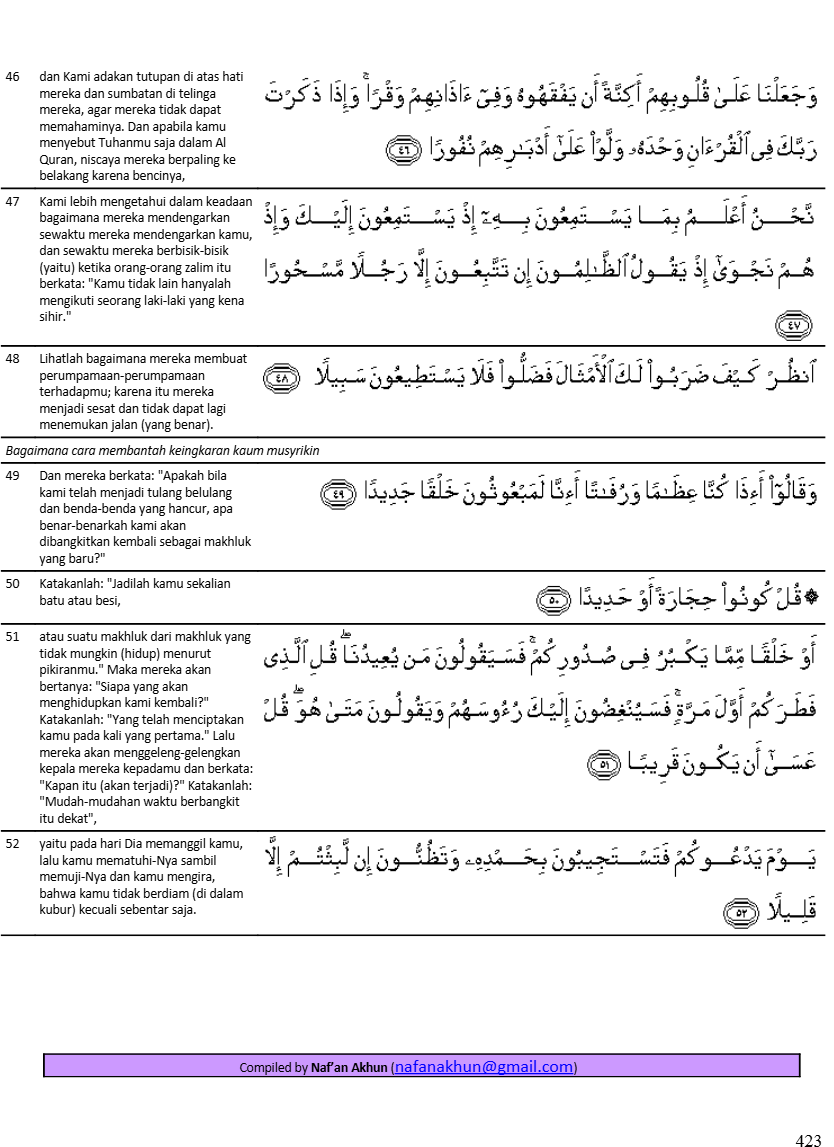 46
dan Kami adakan tutupan di atas hati
mereka dan sumbatan di telinga
mereka, agar mereka tidak dapat
memahaminya. Dan apabila kamu
menyebut Tuhanmu saja dalam Al
Quran, niscaya mereka berpaling ke
belakang karena bencinya,
وَجَعَلْنَا عَلَىٰ قُلُوبِهِمْ أَكِنَّةً أَن يَفْقَهُوهُ وَفِىٓ ءَاذَانِهِمْ وَقْرًا ۚ وَإِذَا ذَكَرْتَ
رَبَّكَ فِى ٱلْقُرْءَانِ وَحْدَهُۥ وَلَّوْا۟ عَلَىٰٓ أَدْبَـٰرِهِمْ نُفُورًا ٤٦
47
Kami lebih mengetahui dalam keadaan
bagaimana mereka mendengarkan
sewaktu mereka mendengarkan kamu,
dan sewaktu mereka berbisik-bisik
(yaitu) ketika orang-orang zalim itu
berkata: "Kamu tidak lain hanyalah
mengikuti seorang laki-laki yang kena
sihir."
نَّحْنُ أَعْلَمُ بِمَا يَسْتَمِعُونَ بِهِۦٓ إِذْ يَسْتَمِعُونَ إِلَيْكَ وَإِذْ
هُمْ نَجْوَىٰٓ إِذْ يَقُولُ ٱلظَّـٰلِمُونَ إِن تَتَّبِعُونَ إِلَّا رَجُلًا مَّسْحُورًا
٤٧
48
Lihatlah bagaimana mereka membuat
perumpamaan-perumpamaan
terhadapmu; karena itu mereka
menjadi sesat dan tidak dapat lagi
menemukan jalan (yang benar).
ٱنظُرْ كَيْفَ ضَرَبُوا۟ لَكَ ٱلْأَمْثَالَ فَضَلُّوا۟ فَلَا يَسْتَطِيعُونَ سَبِيلًا ٤٨
Bagaimana cara membantah keingkaran kaum musyrikin
49
Dan mereka berkata: "Apakah bila
kami telah menjadi tulang belulang
dan benda-benda yang hancur, apa
benar-benarkah kami akan
dibangkitkan kembali sebagai makhluk
yang baru?"
وَقَالُوٓا۟ أَءِذَا كُنَّا عِظَـٰمًا وَرُفَـٰتًا أَءِنَّا لَمَبْعُوثُونَ خَلْقًا جَدِيدًا ٤٩
50
Katakanlah: "Jadilah kamu sekalian
batu atau besi,
۞ قُلْ كُونُوا۟ حِجَارَةً أَوْ حَدِيدًا ٥٠
51
atau suatu makhluk dari makhluk yang
tidak mungkin (hidup) menurut
pikiranmu." Maka mereka akan
bertanya: "Siapa yang akan
menghidupkan kami kembali?"
Katakanlah: "Yang telah menciptakan
kamu pada kali yang pertama." Lalu
mereka akan menggeleng-gelengkan
kepala mereka kepadamu dan berkata:
"Kapan itu (akan terjadi)?" Katakanlah:
"Mudah-mudahan waktu berbangkit
itu dekat",
أَوْ خَلْقًا مِّمَّا يَكْبُرُ فِى صُدُورِكُمْ ۚ فَسَيَقُولُونَ مَن يُعِيدُنَا ۖ قُلِ ٱلَّذِى
فَطَرَكُمْ أَوَّلَ مَرَّةٍ ۚ فَسَيُنْغِضُونَ إِلَيْكَ رُءُوسَهُمْ وَيَقُولُونَ مَتَىٰ هُوَ ۖ قُلْ
عَسَىٰٓ أَن يَكُونَ قَرِيبًا ٥١
52
yaitu pada hari Dia memanggil kamu,
lalu kamu mematuhi-Nya sambil
memuji-Nya dan kamu mengira,
bahwa kamu tidak berdiam (di dalam
kubur) kecuali sebentar saja.
يَوْمَ يَدْعُوكُمْ فَتَسْتَجِيبُونَ بِحَمْدِهِۦ وَتَظُنُّونَ إِن لَّبِثْتُمْ إِلَّا
قَلِيلًا ٥٢
Compiled by Naf’an Akhun (nafanakhun@gmail.com)
423